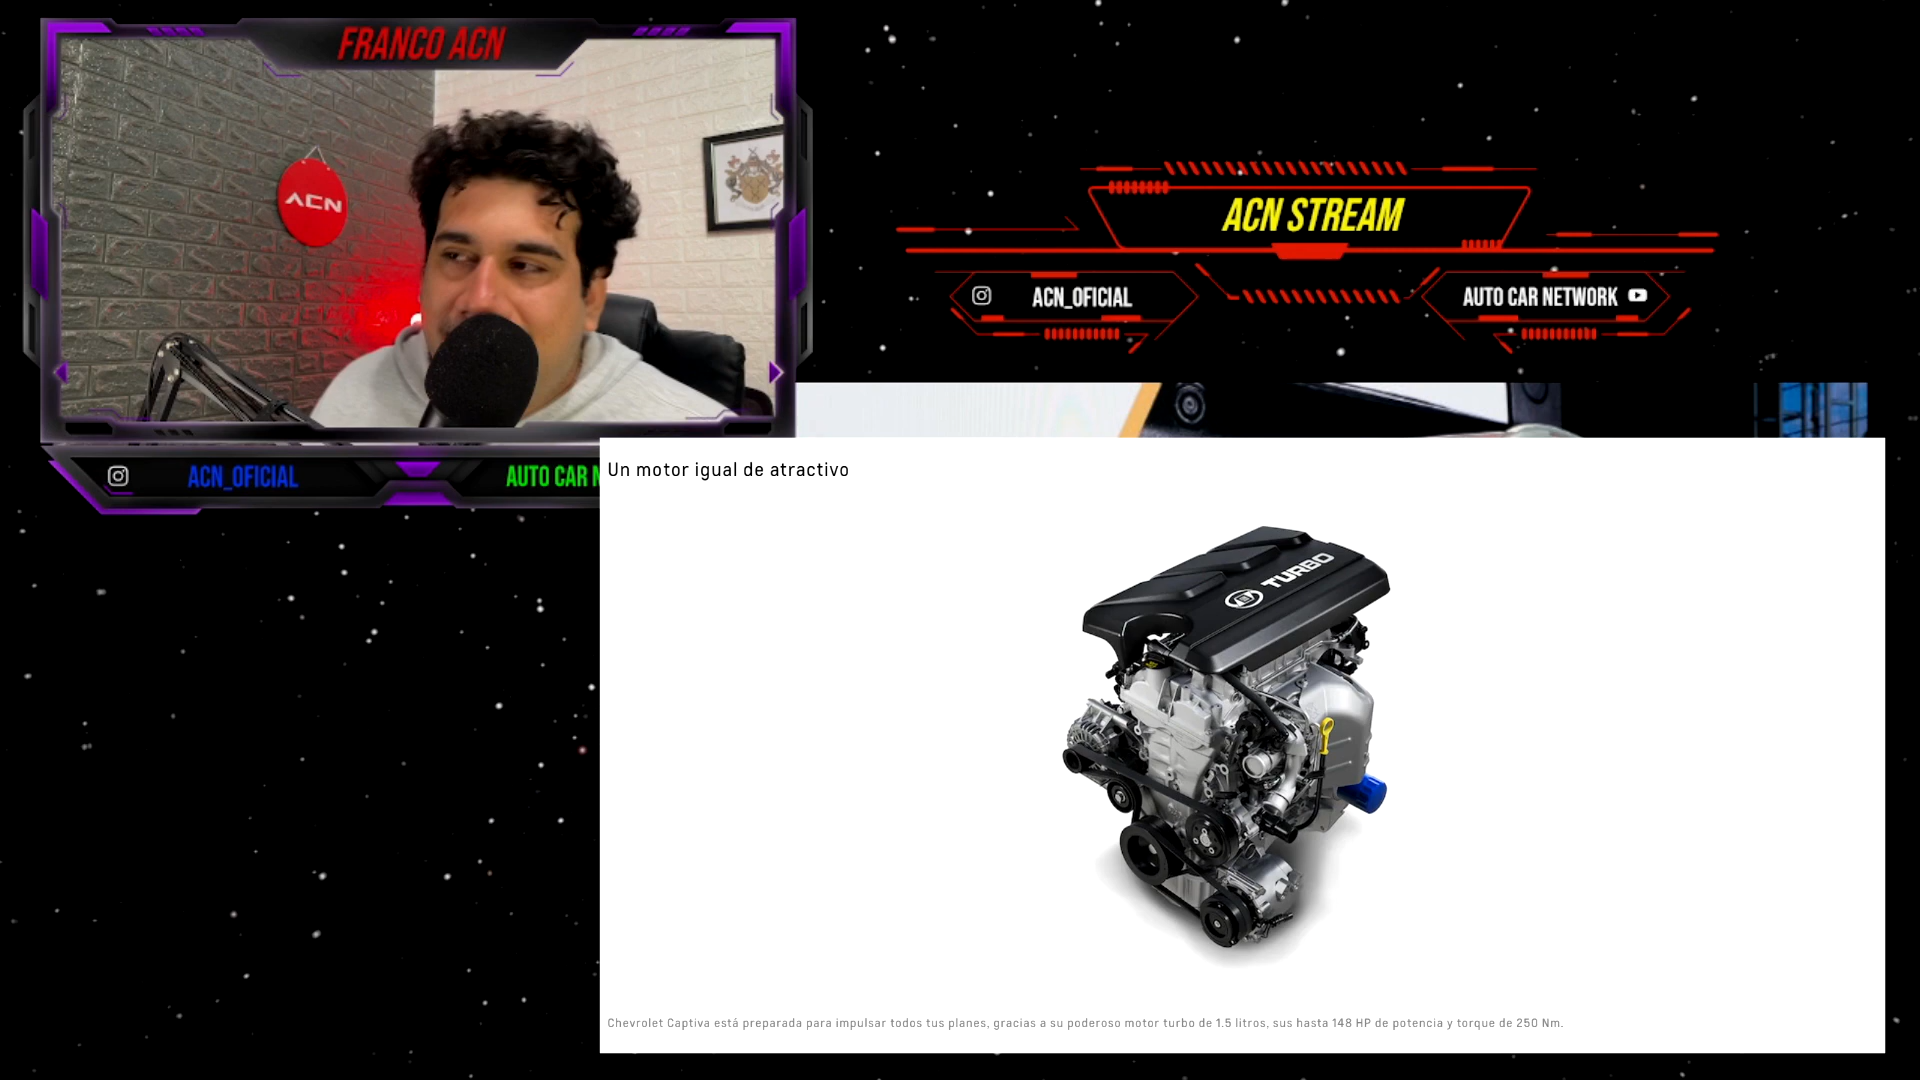 FRANCO ACN
ACN
ACN STREAM
ACN_OFICIAL
AUTO CAR NETWORK
ACN_OFICIAL
AUTO CAR
Un motor igual de atractivo
TURBO
Chevrolet Captiva está preparada para impulsar todos tus planes, gracias a su poderoso motor turbo de 1.5 litros, sus hasta 148 HP de potencia y torque de 250 Nm.